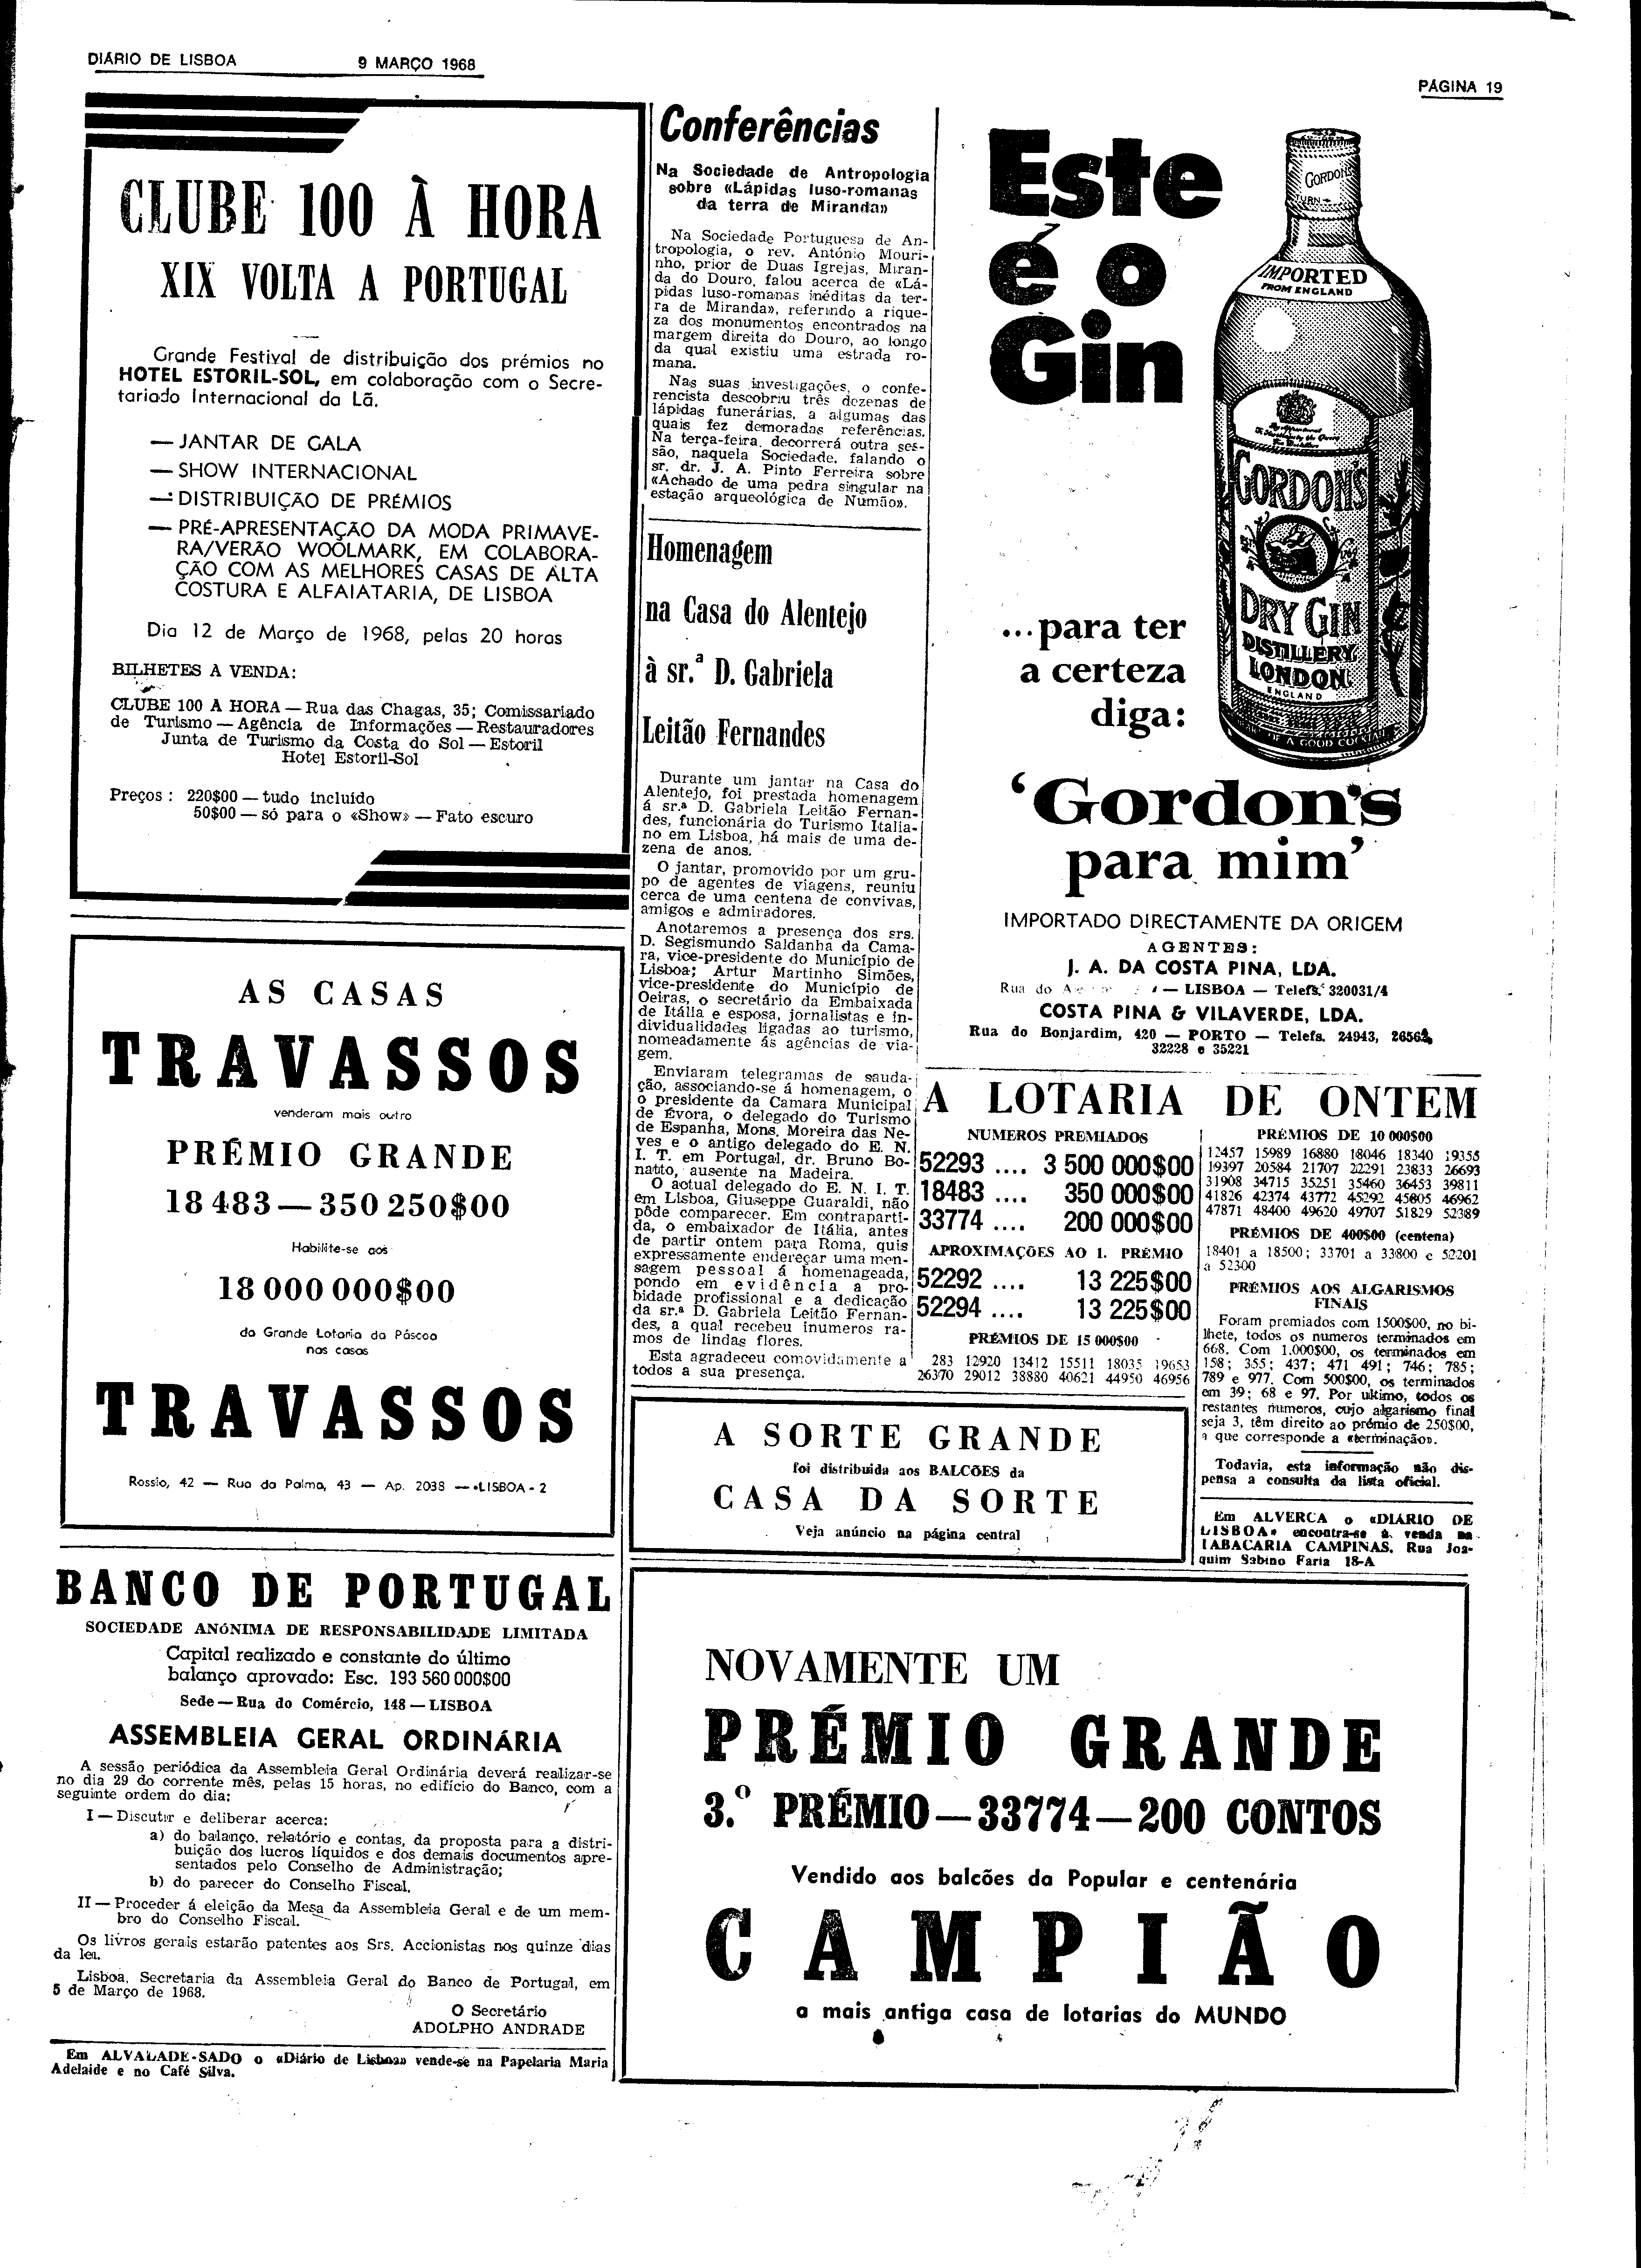 DIÁRIO DE LISBOA 9 MARÇO 1968
PÁGINA 19
CLUBE 100 À HORA
XIX VOLTA A PORTUGAL
Grande Festival de distribuição dos prémios no
HOTEL ESTORIL-SOL, em colaboração com o Secre-
tariado Internacional da Lã.
— JANTAR DE GALA
— SHOW INTERNACIONAL
— DISTRIBUIÇÃO DE PRÉMIOS
— PRÉ-APRESENTAÇÃO DA MODA PRIMAVE-
RA/VERÃO WOOLMARK, EM COLABORA-
ÇÃO COM AS MELHORES CASAS DE ALTA
COSTURA E ALFAIATARIA, DE LISBOA
Dia 12 de Março de 1968, pelas 20 horas
BILHETES A VENDA:
CLUBE 100 A HORA — Rua das Chagas, 35; Comissariado
de Turismo — Agência de Informações — Restauradores
Junta de Turismo da Costa do Sol — Estoril
Hotel Estoril-Sol
Preços : 220$00 — tudo incluído
50$00 — só para o «Show» — Fato escuro
AS CASAS
TRAVASSOS
venderam mais outro
PRÉMIO GRANDE
18 483 — 350 250$00
Habilite-se aos
18 000 000$00
da Grande Lotaria da Páscoa
nas casas
TRAVASSOS
Rossio, 42 — Rua da Palma, 43 — Ap. 2038 — LISBOA - 2
BANCO DE PORTUGAL
SOCIEDADE ANÓNIMA DE RESPONSABILIDADE LIMITADA
Capital realizado e constante do último
balanço aprovado: Esc. 193 560 000$00
Sede — Rua do Comércio, 148 — LISBOA
ASSEMBLEIA GERAL ORDINÁRIA
A sessão periódica da Assembleia Geral Ordinária deverá realizar-se
no dia 29 do corrente mês, pelas 15 horas, no edifício do Banco, com a
seguinte ordem do dia:
I — Discutir e deliberar acerca:
a) do balanço, relatório e contas, da proposta para a distri-
buição dos lucros líquidos e dos demais documentos apre-
sentados pelo Conselho de Administração;
b) do parecer do Conselho Fiscal,
II — Proceder á eleição da Mesa da Assembleia Geral e de um mem-
bro do Conselho Fiscal.
Os livros gerais estarão patentes aos Srs. Accionistas nos quinze dias
da lei.
Lisboa, Secretaria da Assembleia Geral do Banco de Portugal, em
5 de Março de 1968.
O Secretário
ADOLPHO ANDRADE
Em ALVALADE-SADO o «Diário de Lisboa» vende-se na Papelaria Maria
Adelaide e no Café Silva.
Conferências
Na Sociedade de Antropologia
sobre «Lápidas luso-romanas
da terra de Miranda»
Na Sociedade Portuguesa de An-
tropologia, o rev. António Mouri-
nho, prior de Duas Igrejas, Miran-
da do Douro, falou acerca de «Lá-
pidas luso-romanas inéditas da ter-
ra de Miranda», referindo a rique-
za dos monumentos encontrados na
margem direita do Douro, ao longo
da qual existiu uma estrada ro-
mana.
Nas suas investigações, o confe-
rencista descobriu três dezenas de
lápidas funerárias, a algumas das
quais fez demoradas referências.
Na terça-feira, decorrerá outra ses-
são, naquela Sociedade, falando o
sr. dr. J. A. Pinto Ferreira sobre
«Achado de uma pedra singular na
estação arqueológica de Numão».
Homenagem
na Casa do Alentejo
à sr.ª D. Gabriela
Leitão Fernandes
Durante um jantar na Casa do
Alentejo, foi prestada homenagem
á sr.ª D. Gabriela Leitão Fernan-
des, funcionária do Turismo Italia-
no em Lisboa, há mais de uma de-
zena de anos.
O jantar, promovido por um gru-
po de agentes de viagens, reuniu
cerca de uma centena de convivas,
amigos e admiradores.
Anotaremos a presença dos srs.
D. Segismundo Saldanha da Cama-
ra, vice-presidente do Município de
Lisboa; Artur Martinho Simões,
vice-presidente do Município de
Oeiras, o secretário da Embaixada
de Itália e esposa, jornalistas e in-
dividualidades ligadas ao turismo,
nomeadamente ás agências de via-
gem.
Enviaram telegramas de sauda-
ção, associando-se á homenagem, o
o presidente da Camara Municipal
de Évora, o delegado do Turismo
de Espanha, Mons. Moreira das Ne-
ves e o antigo delegado do E. N.
I. T. em Portugal, dr. Bruno Bo-
natto, ausente na Madeira.
O actual delegado do E. N. I. T.
em Lisboa, Giuseppe Guaraldi, não
pôde comparecer. Em contraparti-
da, o embaixador de Itália, antes
de partir ontem para Roma, quis
expressamente endereçar uma men-
sagem pessoal á homenageada,
pondo em evidência a pro-
bidade profissional e a dedicação
da sr.ª D. Gabriela Leitão Fernan-
des, a qual recebeu inumeros ra-
mos de lindas flores.
Esta agradeceu comovidamente a
todos a sua presença.
Este
é o
Gin
GORDON'S
TURN→
IMPORTED
FROM ENGLAND
GORDON'S
DRY GIN
DISTILLERY
LONDON
ENGLAND
...para ter
a certeza
diga:
‘Gordon's
para mim’
IMPORTADO DIRECTAMENTE DA ORIGEM
AGENTES:
J. A. DA COSTA PINA, LDA.
Rua do — LISBOA — Telefs. 320031/4
COSTA PINA & VILAVERDE, LDA.
Rua do Bonjardim, 420 — PORTO — Telefs. 24943, 26562,
32228 e 35221
A LOTARIA DE ONTEM
NUMEROS PREMIADOS
52293 .... 3 500 000$00
18483 .... 350 000$00
33774 .... 200 000$00
APROXIMAÇÕES AO 1. PRÉMIO
52292 .... 13 225$00
52294 .... 13 225$00
PRÉMIOS DE 15 000$00
283 12920 13412 15511 18035 19653
26370 29012 38880 40621 44950 46956
PRÉMIOS DE 10 000$00
12457 15989 16880 18046 18340 19355
19397 20584 21707 22291 23833 26693
31908 34715 35251 35460 36453 39811
41826 42374 43772 45292 45805 46962
47871 48400 49620 49707 51829 52389
PRÉMIOS DE 400$00 (centena)
18401 a 18500; 33701 a 33800 e 52201
a 52300
PRÉMIOS AOS ALGARISMOS
FINAIS
Foram premiados com 1500$00, no bi-
lhete, todos os numeros terminados em
668. Com 1.000$00, os terminados em
158; 355; 437; 471 491; 746; 785;
789 e 977. Com 500$00, os terminados
em 39; 68 e 97. Por ultimo, todos os
restantes numeros, cujo algarismo final
seja 3, têm direito ao prémio de 250$00,
a que corresponde a «terminação».
Todavia, esta informação não dis-
pensa a consulta da lista oficial.
Em ALVERCA o «DIARIO DE
LISBOA» encontra-se à venda na
TABACARIA CAMPINAS, Rua Joa-
quim Sabino Faria 18-A
A SORTE GRANDE
foi distribuida aos BALCÕES da
CASA DA SORTE
Veja anúncio na página central
NOVAMENTE UM
PRÉMIO GRANDE
3.º PRÉMIO — 33774 — 200 CONTOS
Vendido aos balcões da Popular e centenária
CAMPIÃO
a mais antiga casa de lotarias do MUNDO